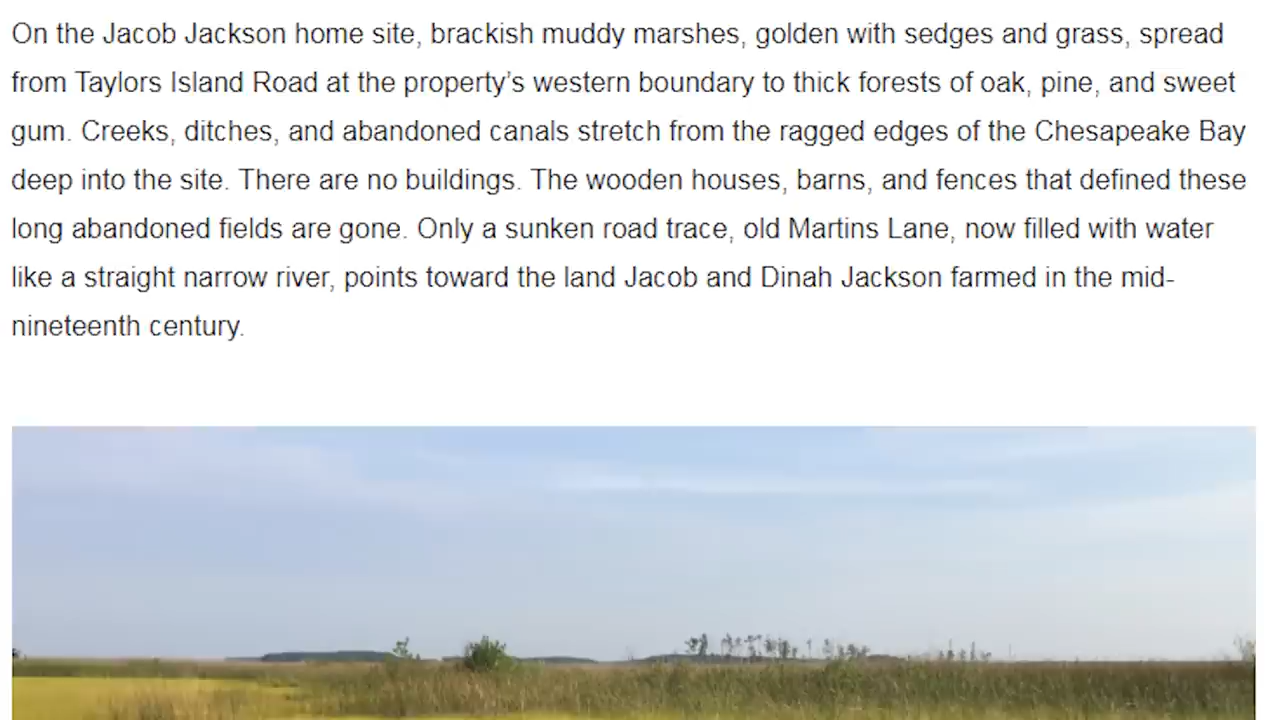 On the Jacob Jackson home site, brackish muddy marshes, golden with sedges and grass, spread
from Taylors Island Road at the property’s western boundary to thick forests of oak, pine, and sweet
gum. Creeks, ditches, and abandoned canals stretch from the ragged edges of the Chesapeake Bay
deep into the site. There are no buildings. The wooden houses, barns, and fences that defined these
long abandoned fields are gone. Only a sunken road trace, old Martins Lane, now filled with water
like a straight narrow river, points toward the land Jacob and Dinah Jackson farmed in the mid-
nineteenth century.